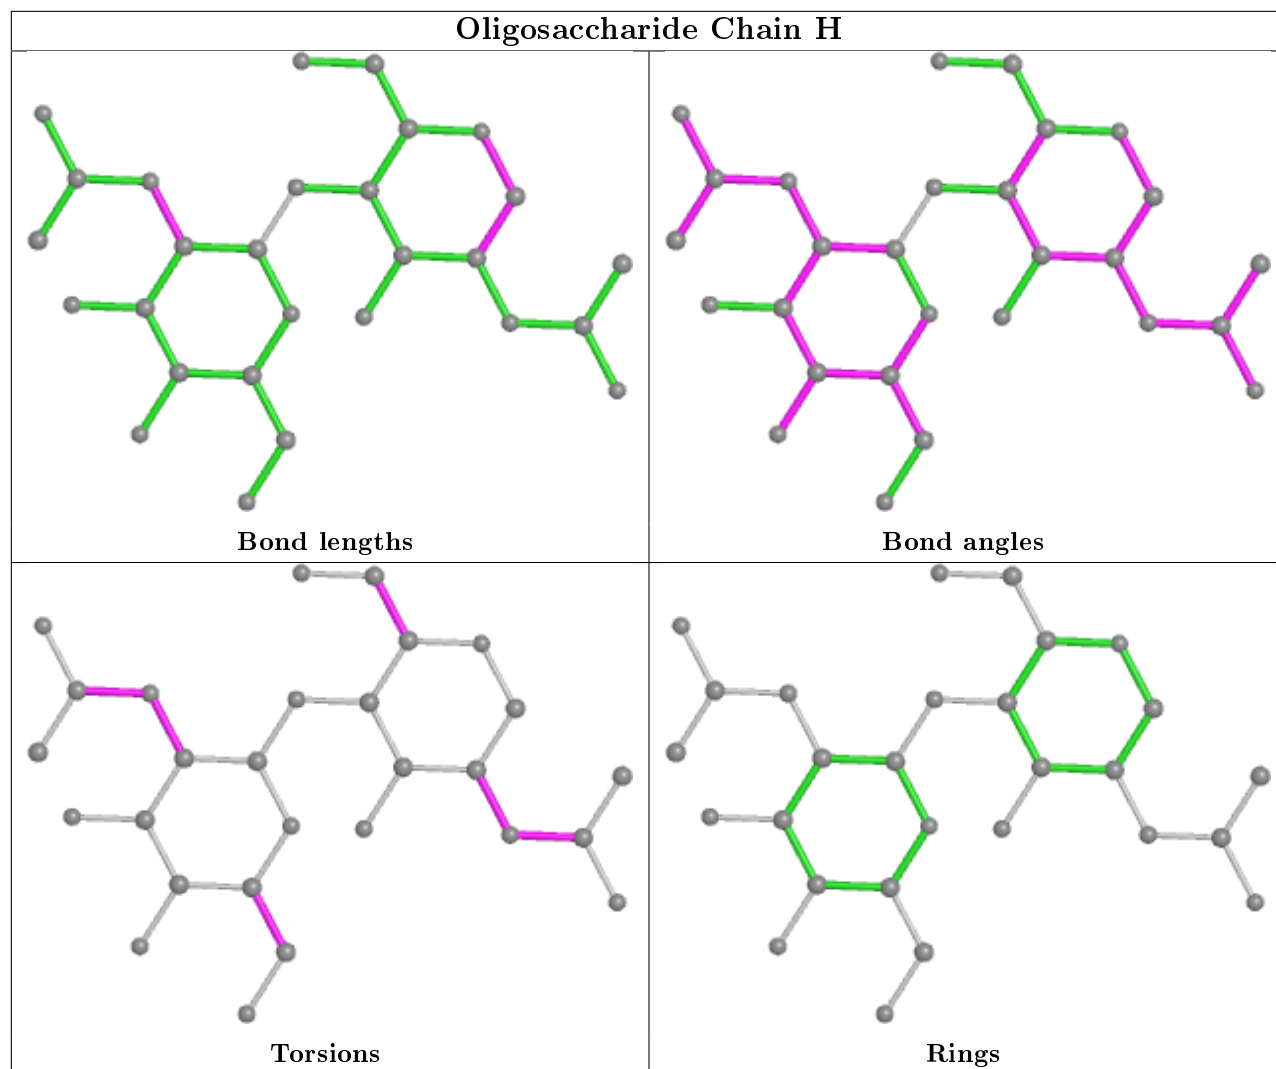 Oligosaccharide Chain H
Bond lengths
Bond angles
Torsions
Rings